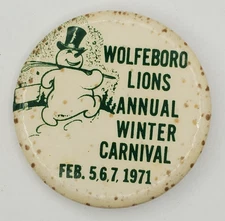 WOLFEBORO
LIONS
ANNUAL
WINTER
CARNIVAL
FEB. 5,6,7, 1971